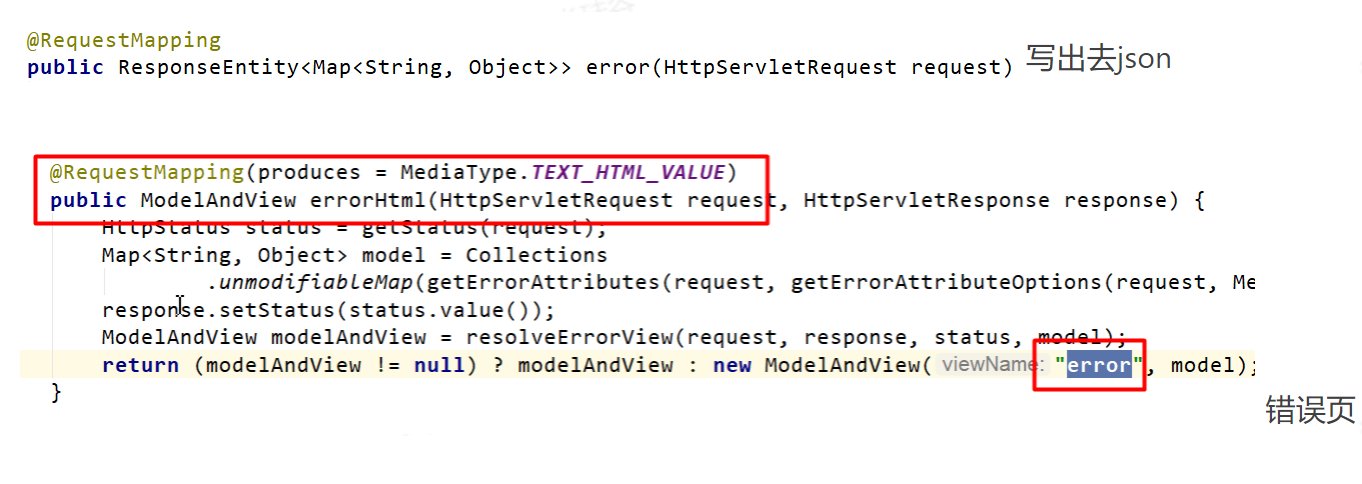 @RequestMapping
public ResponseEntity<Map<String, Object>> error(HttpServletRequest request) 写出去json
@RequestMapping(produces = MediaType.TEXT_HTML_VALUE)
public ModelAndView errorHtml(HttpServletRequest request, HttpServletResponse response) {
HttpStatus status = getStatus(request);
Map<String, Object> model = Collections
.unmodifiableMap(getErrorAttributes(request, getErrorAttributeOptions(request, Me
response.setStatus(status.value());
ModelAndView modelAndView = resolveErrorView(request, response, status, model);
return (modelAndView != null) ? modelAndView : new ModelAndView( viewName: "error", model);
}
错误页